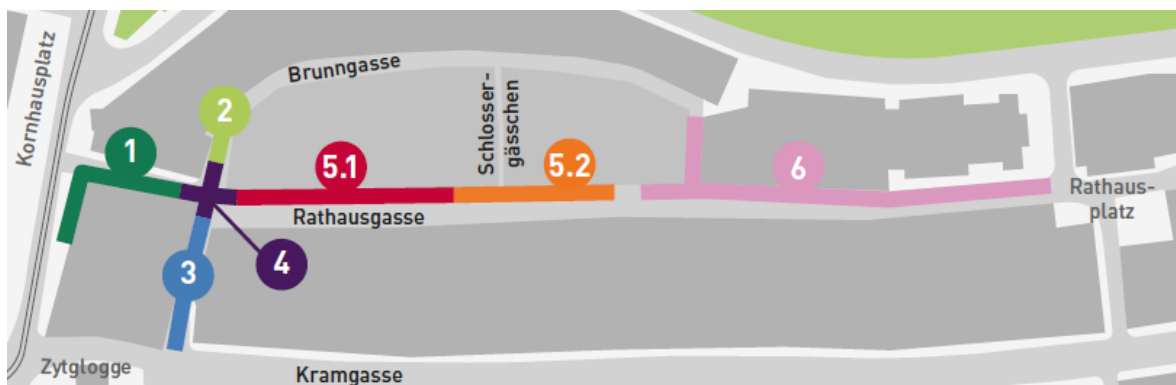 Kornhausplatz
Brunngasse
Schlosser-
gässchen
2
1
5.1
5.2
6
Rathausgasse
Rathaus-
platz
4
3
Zytglogge
Kramgasse